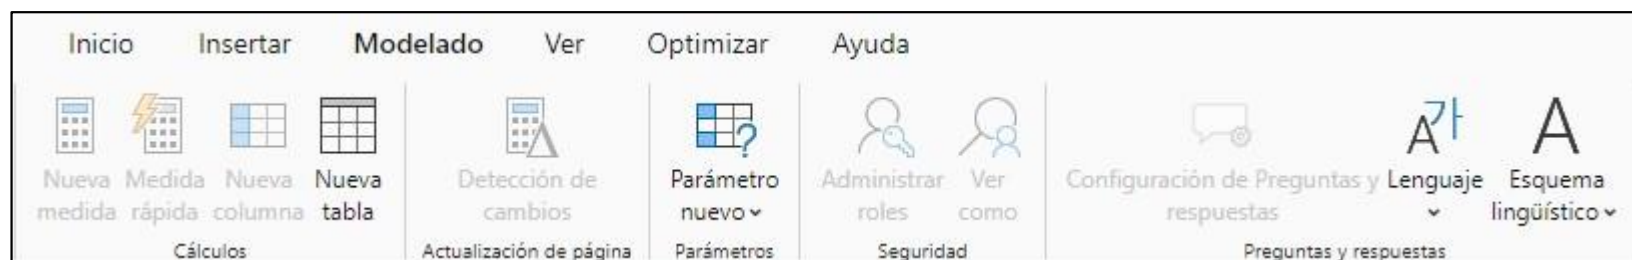 Inicio Insertar Modelado Ver Optimizar Ayuda
Nueva medida
Medida rápida
Nueva columna
Nueva tabla
Cálculos
Detección de cambios
Actualización de página
Parámetro nuevo
Parámetros
Administrar roles
Ver como
Seguridad
Configuración de Preguntas y respuestas
Lenguaje
Esquema lingüístico
Preguntas y respuestas